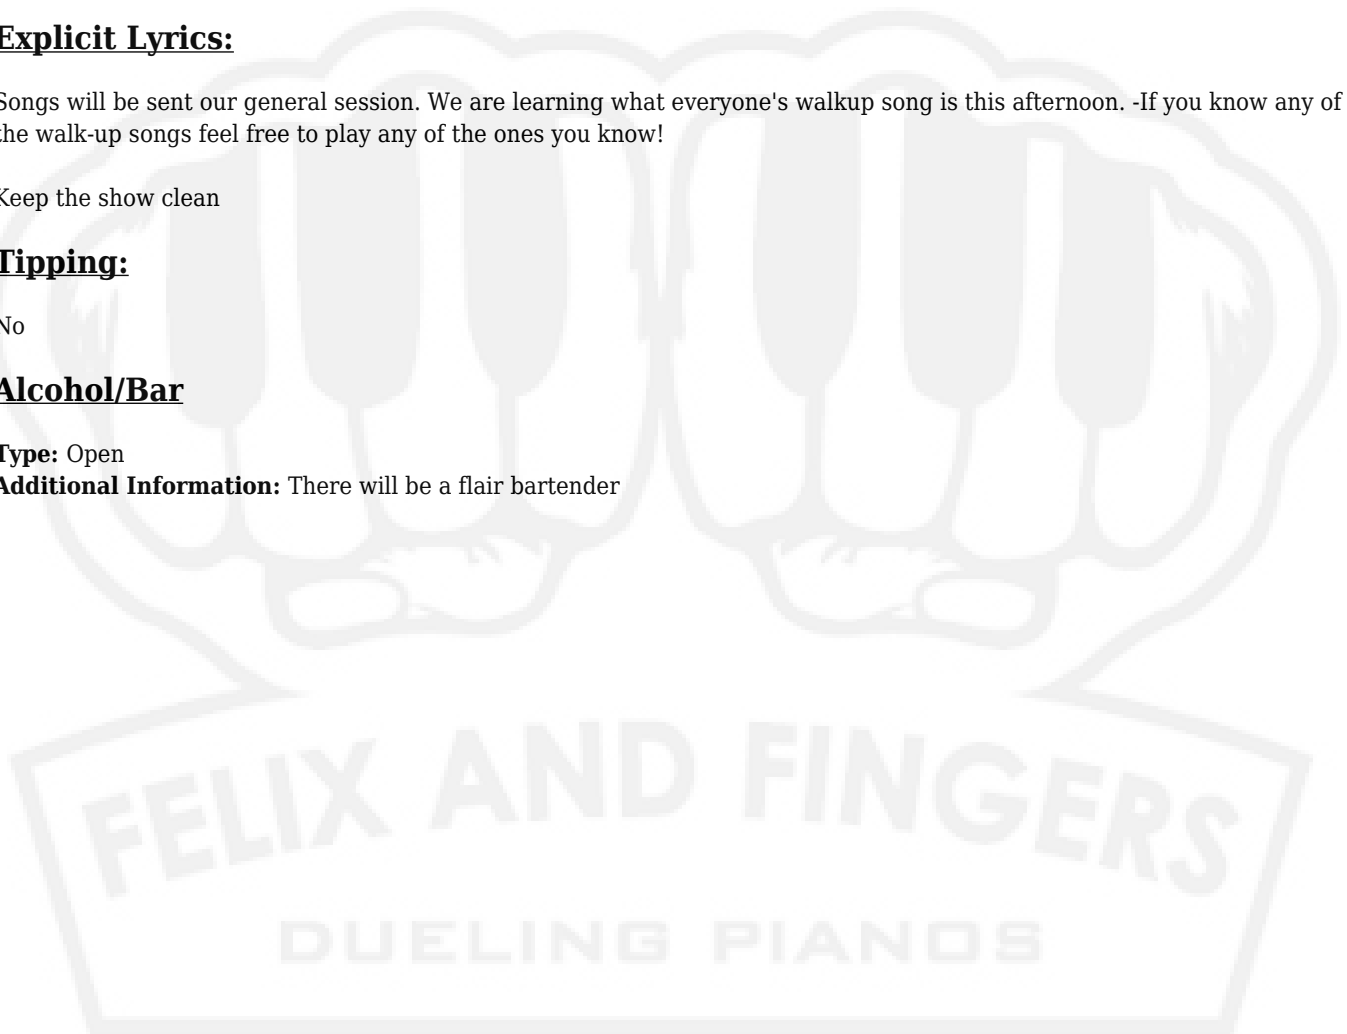 Explicit Lyrics:
Songs will be sent our general session. We are learning what everyone's walkup song is this afternoon. -If you know any of
the walk-up songs feel free to play any of the ones you know!
Keep the show clean
Tipping:
No
Alcohol/Bar
Type: Open
Additional Information: There will be a flair bartender
FELIX AND FINGERS
DUELING PIANOS